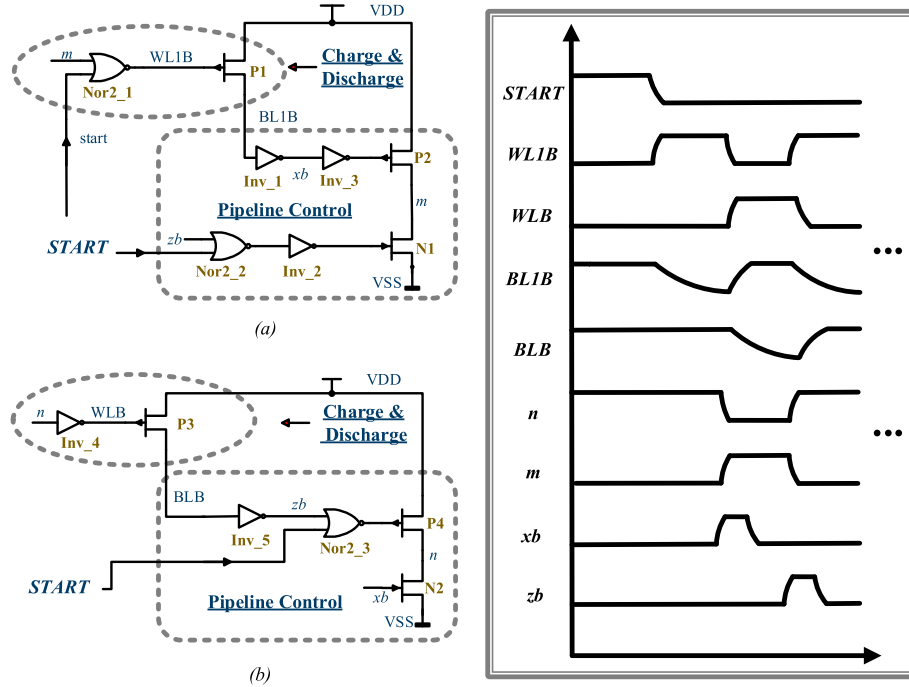 VDD
m
WL1B
P1
Nor2_1
Charge &
Discharge
start
BL1B
P2
Inv_1
xb
Inv_3
m
Pipeline Control
START
zb
Nor2_2
Inv_2
N1
VSS
(a)
VDD
n
WLB
P3
Inv_4
Charge &
Discharge
BLB
zb
Inv_5
Nor2_3
P4
n
START
Pipeline Control
xb
N2
VSS
(b)
START
WL1B
WLB
...
BL1B
BLB
n
...
m
xb
zb